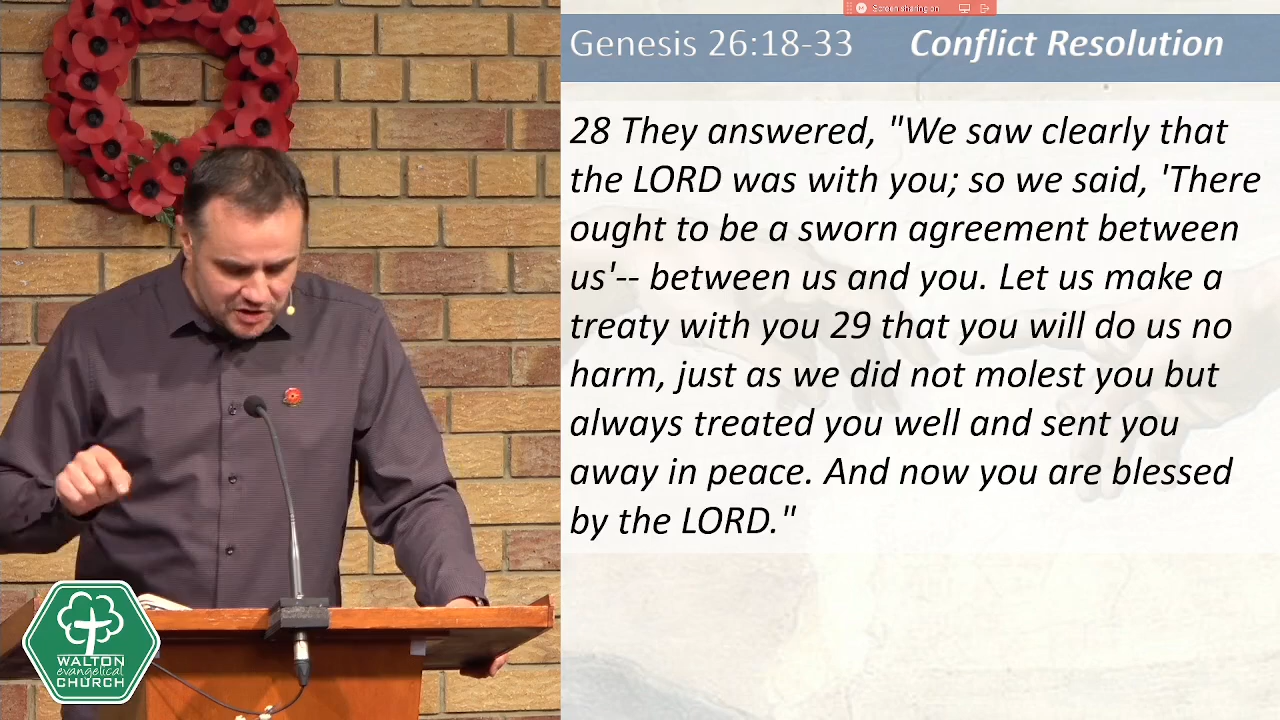 Screen sharing on
Genesis 26:18-33 Conflict Resolution
28 They answered, "We saw clearly that
the LORD was with you; so we said, 'There
ought to be a sworn agreement between
us'-- between us and you. Let us make a
treaty with you 29 that you will do us no
harm, just as we did not molest you but
always treated you well and sent you
away in peace. And now you are blessed
by the LORD."
WALTON
evangelical
CHURCH